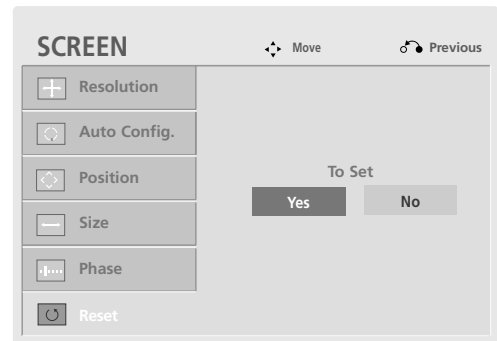 SCREEN
Move
Previous
Resolution
Auto Config.
Position
Size
Phase
Reset
To Set
Yes
No